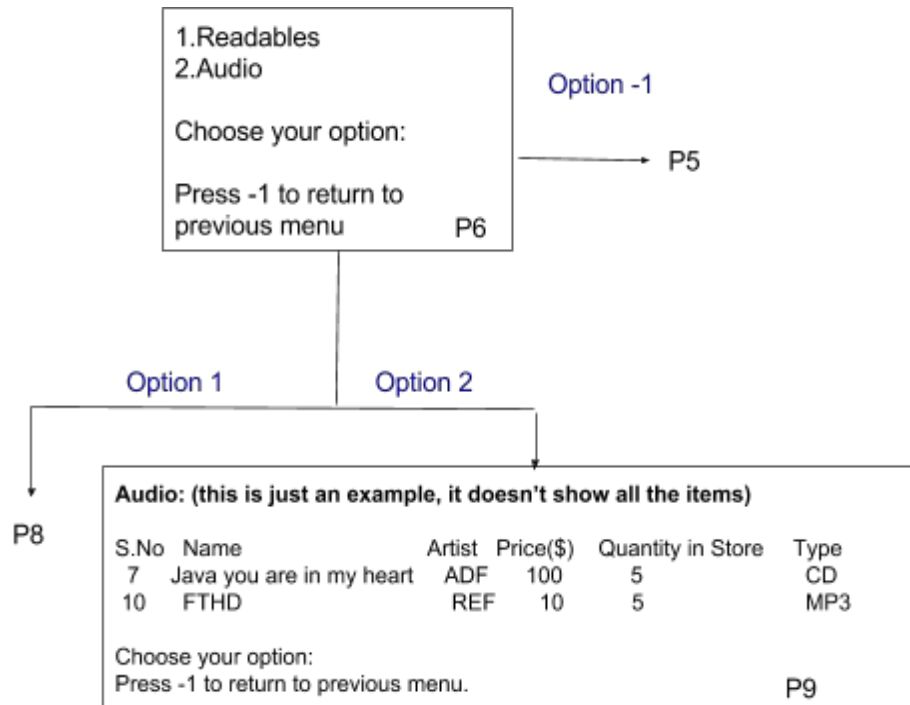 1.Readables
2.Audio
Choose your option:
Press -1 to return to
previous menu
P6
Option -1
P5
Option 1
Option 2
P8
Audio: (this is just an example, it doesn't show all the items)
S.No Name Artist Price($) Quantity in Store Type
7 Java you are in my heart ADF 100 5 CD
10 FTHD REF 10 5 MP3
Choose your option:
Press -1 to return to previous menu.
P9